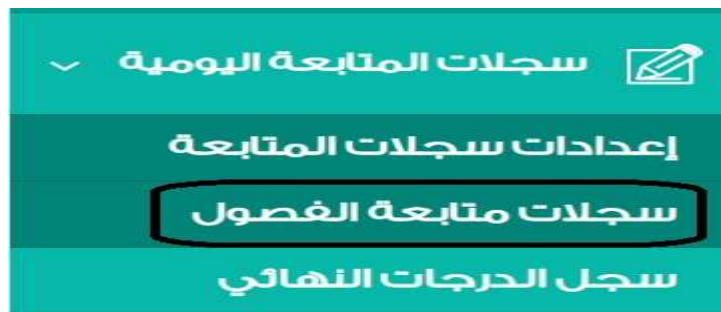 سجلات المتابعة اليومية
إعدادات سجلات المتابعة
سجلات متابعة الفصول
سجل الدرجات النهائي